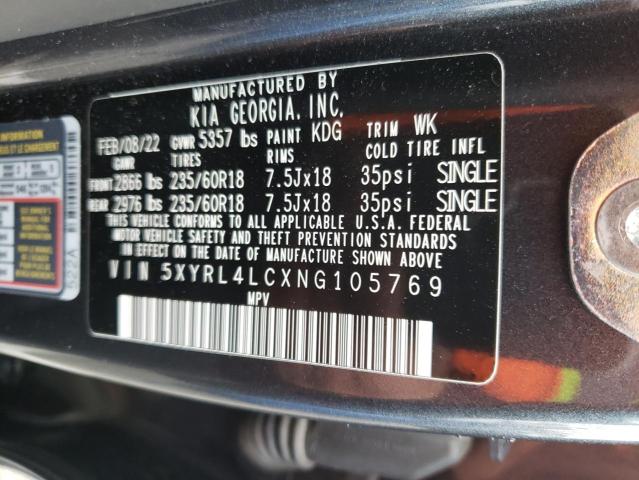 MANUFACTURED BY
KIA GEORGIA, INC.
FEB/08/22 GVWR 5357 lbs PAINT KDG TRIM WK
GAWR TIRES RIMS COLD TIRE INFL
FRONT 2866 lbs 235/60R18 7.5Jx18 35psi SINGLE
REAR 2976 lbs 235/60R18 7.5Jx18 35psi SINGLE
THIS VEHICLE CONFORMS TO ALL APPLICABLE U.S.A. FEDERAL
MOTOR VEHICLE SAFETY AND THEFT PREVENTION STANDARDS
IN EFFECT ON THE DATE OF MANUFACTURE SHOWN ABOVE.
VIN 5XYRL4LCXNG105769
MPV
INFORMATION